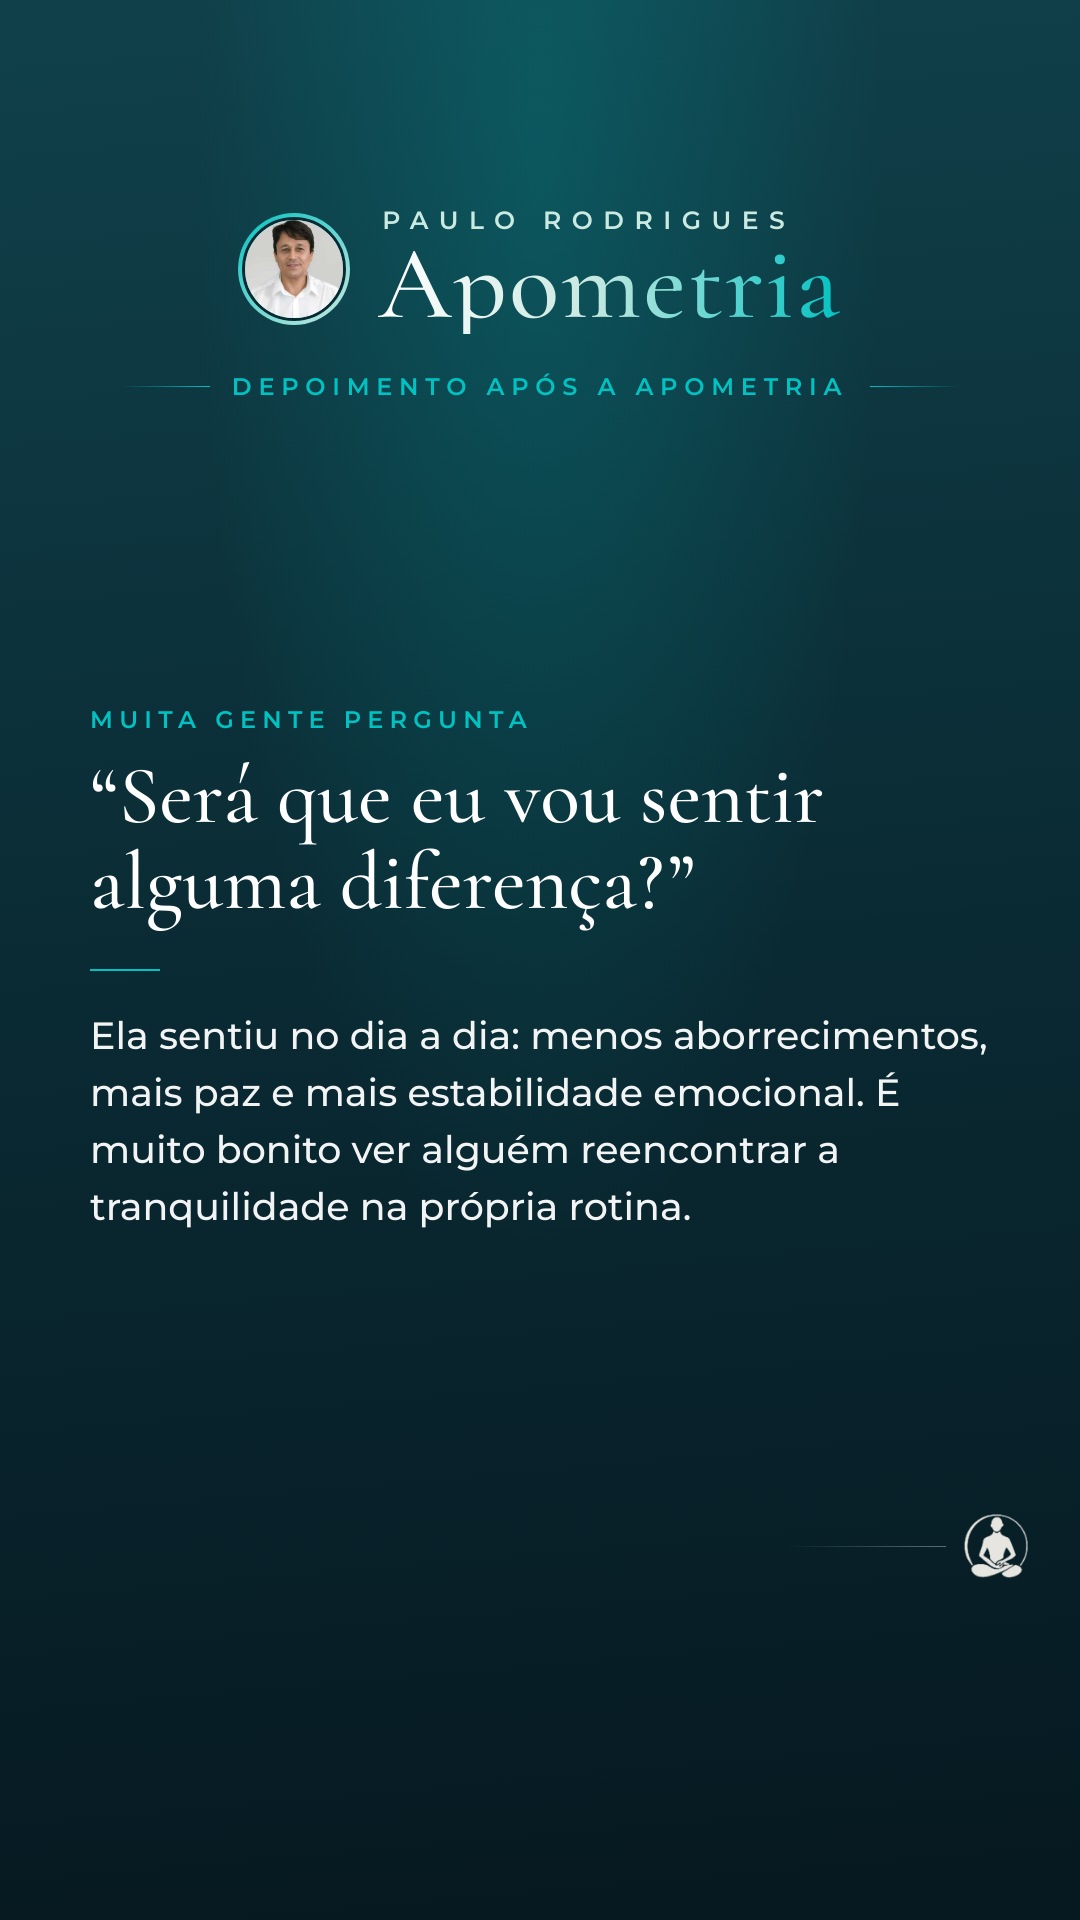 PAULO RODRIGUES
Apometria
DEPOIMENTO APÓS A APOMETRIA
MUITA GENTE PERGUNTA
“Será que eu vou sentir
alguma diferença?”
Ela sentiu no dia a dia: menos aborrecimentos,
mais paz e mais estabilidade emocional. É
muito bonito ver alguém reencontrar a
tranquilidade na própria rotina.